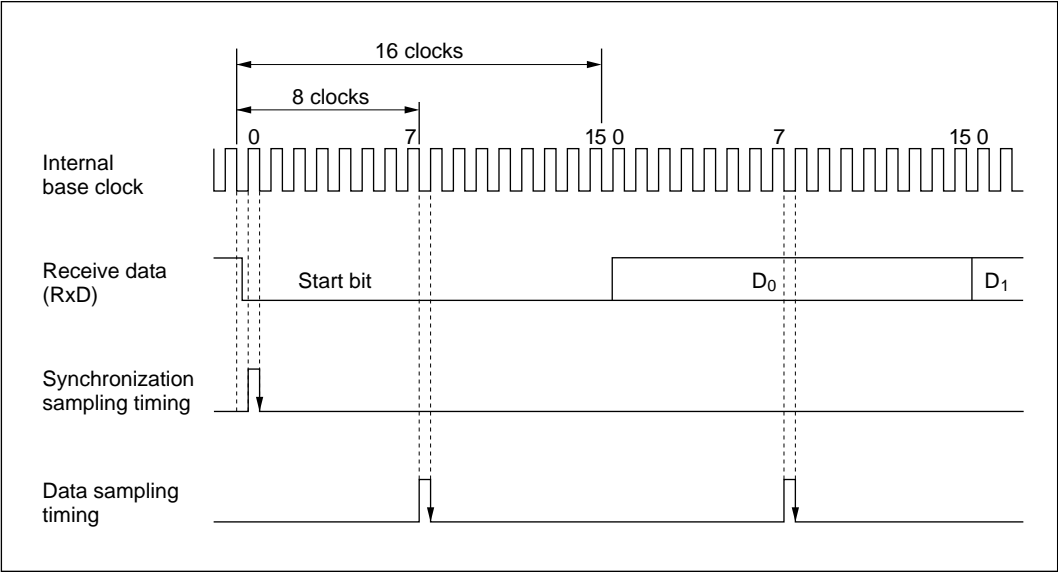 16 clocks
8 clocks
0 7 15 0 7 15 0
Internal
base clock
Receive data
(RxD)
Start bit D₀ D₁
Synchronization
sampling timing
Data sampling
timing